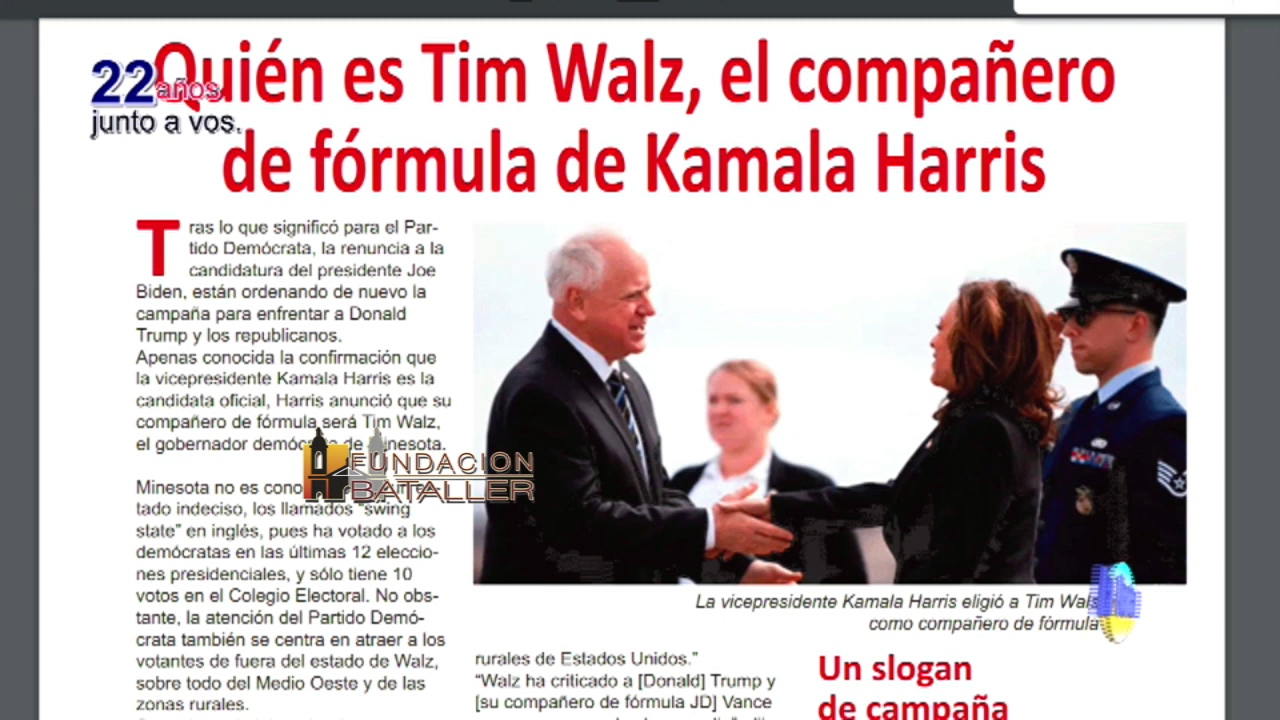 Quién es Tim Walz, el compañero
de fórmula de Kamala Harris
22 años
junto a vos.
Tras lo que significó para el Par-
tido Demócrata, la renuncia a la
candidatura del presidente Joe
Biden, están ordenando de nuevo la
campaña para enfrentar a Donald
Trump y los republicanos.
Apenas conocida la confirmación que
la vicepresidente Kamala Harris es la
candidata oficial, Harris anunció que su
compañero de fórmula será Tim Walz,
el gobernador demócrata de Minesota.
FUNDACION
BATALLER
Minesota no es
tado indeciso, los llamados "swing
state" en inglés, pues ha votado a los
demócratas en las últimas 12 eleccio-
nes presidenciales, y sólo tiene 10
votos en el Colegio Electoral. No obs-
tante, la atención del Partido Demó-
crata también se centra en atraer a los
votantes de fuera del estado de Walz,
sobre todo del Medio Oeste y de las
zonas rurales.
La vicepresidente Kamala Harris eligió a Tim Wals
como compañero de fórmula
rurales de Estados Unidos."
"Walz ha criticado a [Donald] Trump y
[su compañero de fórmula JD] Vance
Un slogan
de campaña